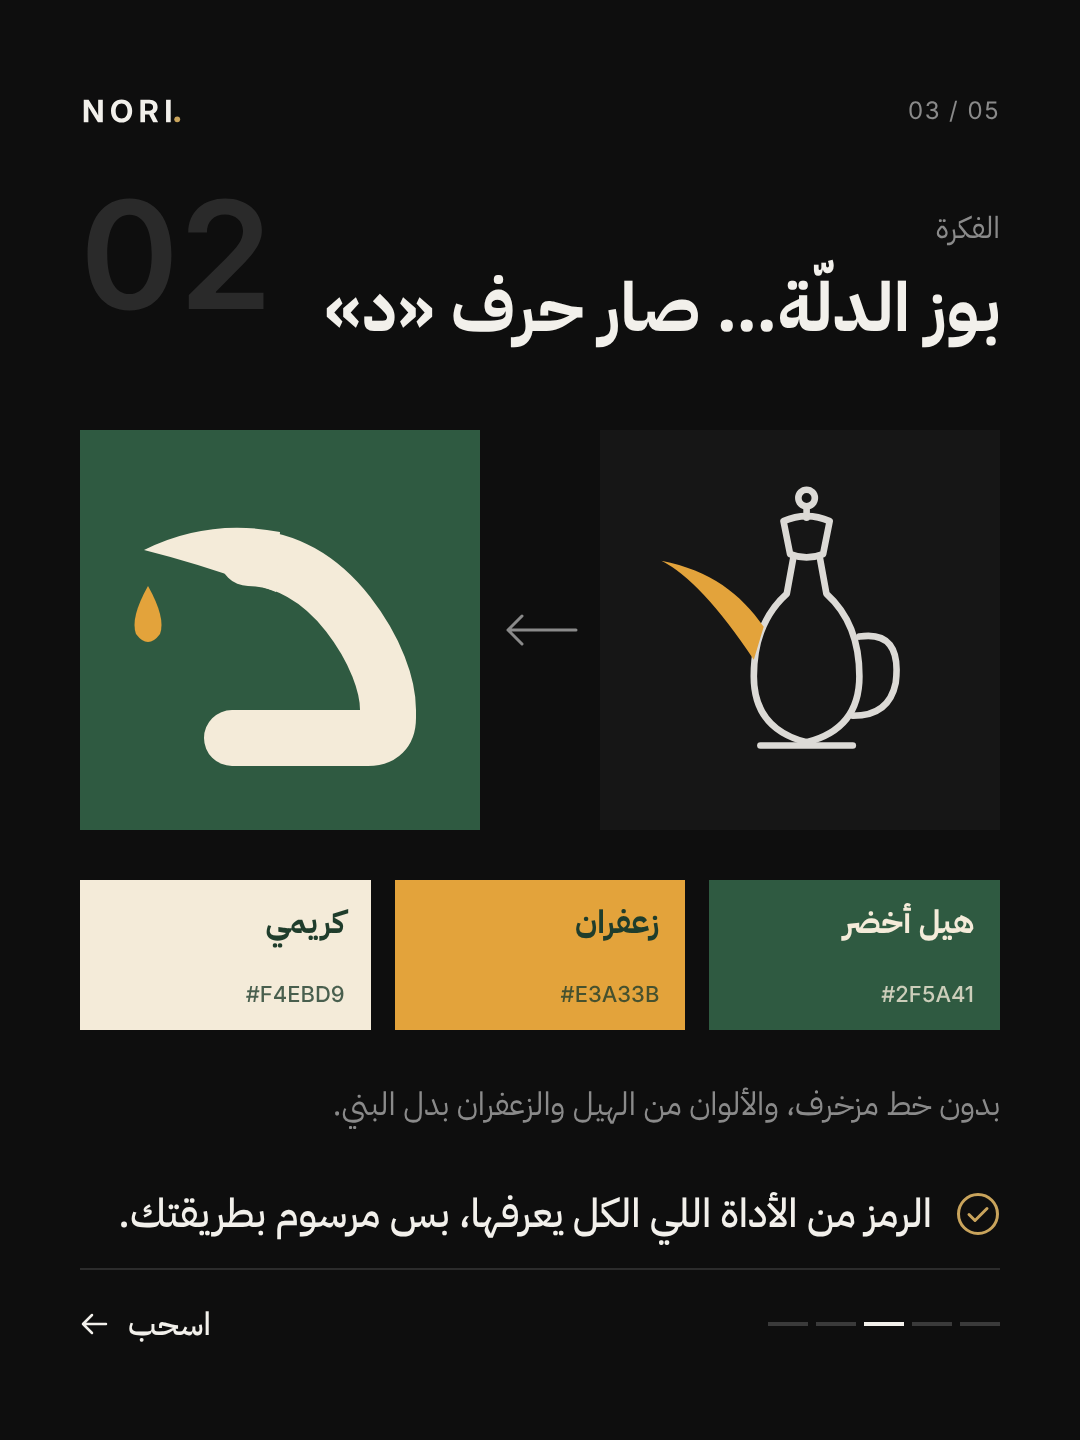 NORI.
03 / 05
02
الفكرة
بوز الدلّة... صار حرف «د»
هيل أخضر
#2F5A41
زعفران
#E3A33B
كريمي
#F4EBD9
بدون خط مزخرف، والألوان من الهيل والزعفران بدل البني.
الرمز من الأداة اللي الكل يعرفها، بس مرسوم بطريقتك.
اسحب